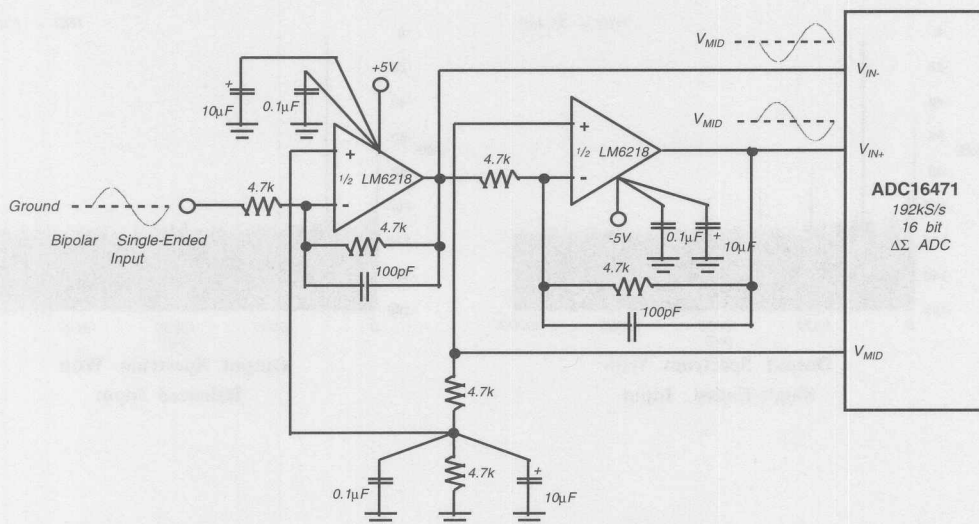 V_MID
V_IN-
+5V
10µF
0.1µF
V_MID
½ LM6218
½ LM6218
V_IN+
4.7k
4.7k
ADC16471
192kS/s
16 bit
ΔΣ ADC
Ground
Bipolar Single-Ended
Input
4.7k
-5V
0.1µF
10µF
4.7k
100pF
100pF
V_MID
4.7k
4.7k
0.1µF
10µF
+
+
+
+
+
+
-
-